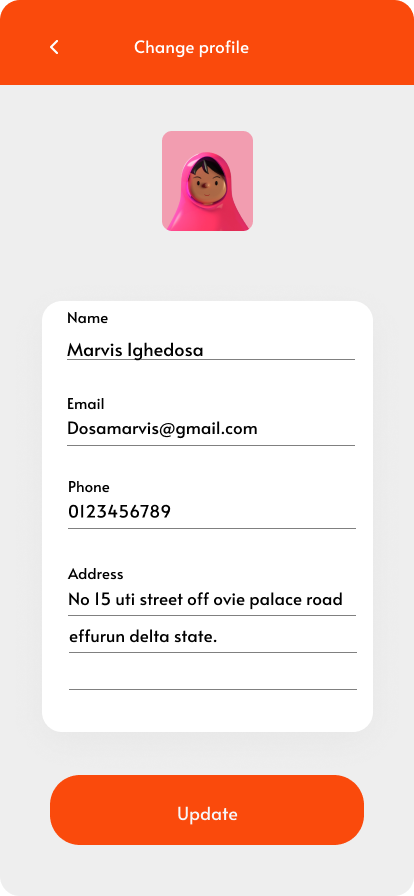 Change profile
Name
Marvis Ighedosa
Email
Dosamarvis@gmail.com
Phone
0123456789
Address
No 15 uti street off ovie palace road
effurun delta state.
Update